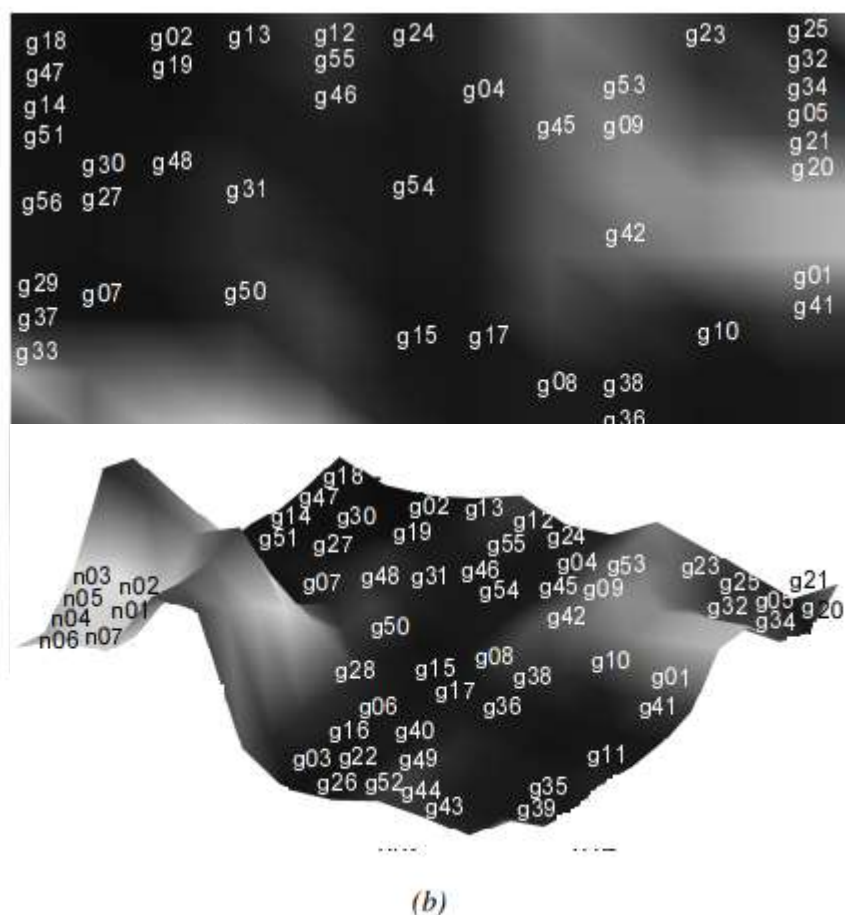 g18 g02 g13 g12 g24 g23 g25
g47 g19 g55 g32
g14 g46 g04 g53 g34
g51 g45 g09 g05
g30 g48 g21
g20
g56 g27 g31 g54
g42
g29 g07 g50 g01
g37 g41
g33 g15 g17 g10
g08 g38
g36
g18
g47 g02 g13
g14 g30 g12
g51 g27 g19 g55 g24
g07 g48 g31 g46 g04 g53 g23 g21
n03 n02 g54 g45 g09 g25
n05 g32 g05 g20
n04 n01 g50 g42 g34
n06 n07
g28 g15 g08 g38 g10 g01
g06 g17 g36 g41
g16 g40
g03 g22 g49 g11
g26 g52 g44 g35
g43 g39
(b)